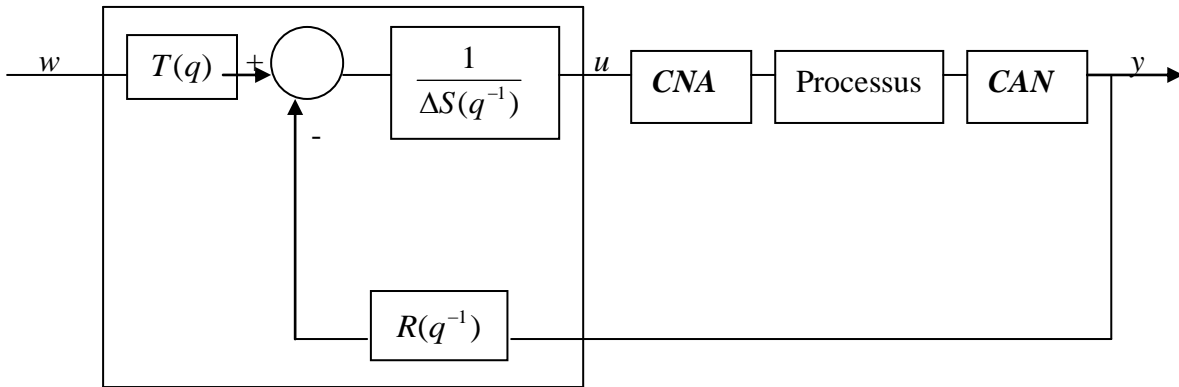 w T(q) + 1 u CNA Processus CAN y
ΔS(q⁻¹)
-
R(q⁻¹)